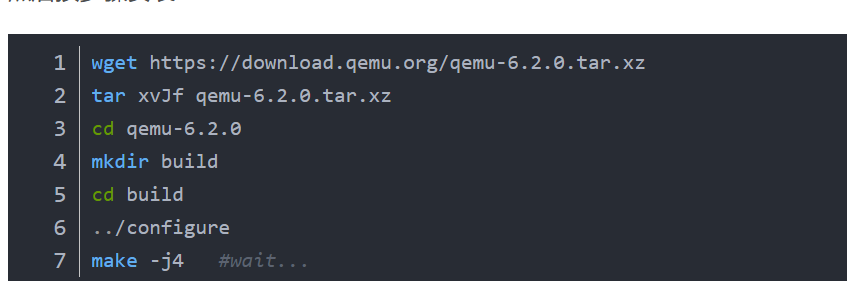 1 wget https://download.qemu.org/qemu-6.2.0.tar.xz
2 tar xvJf qemu-6.2.0.tar.xz
3 cd qemu-6.2.0
4 mkdir build
5 cd build
6 ../configure
7 make -j4 #wait...